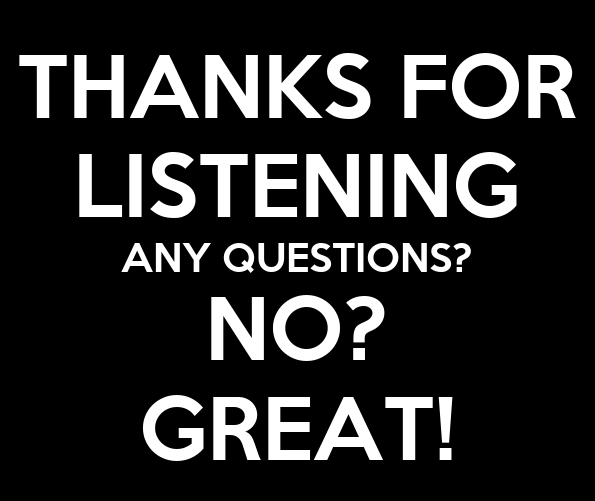 THANKS FOR
LISTENING
ANY QUESTIONS?
NO?
GREAT!